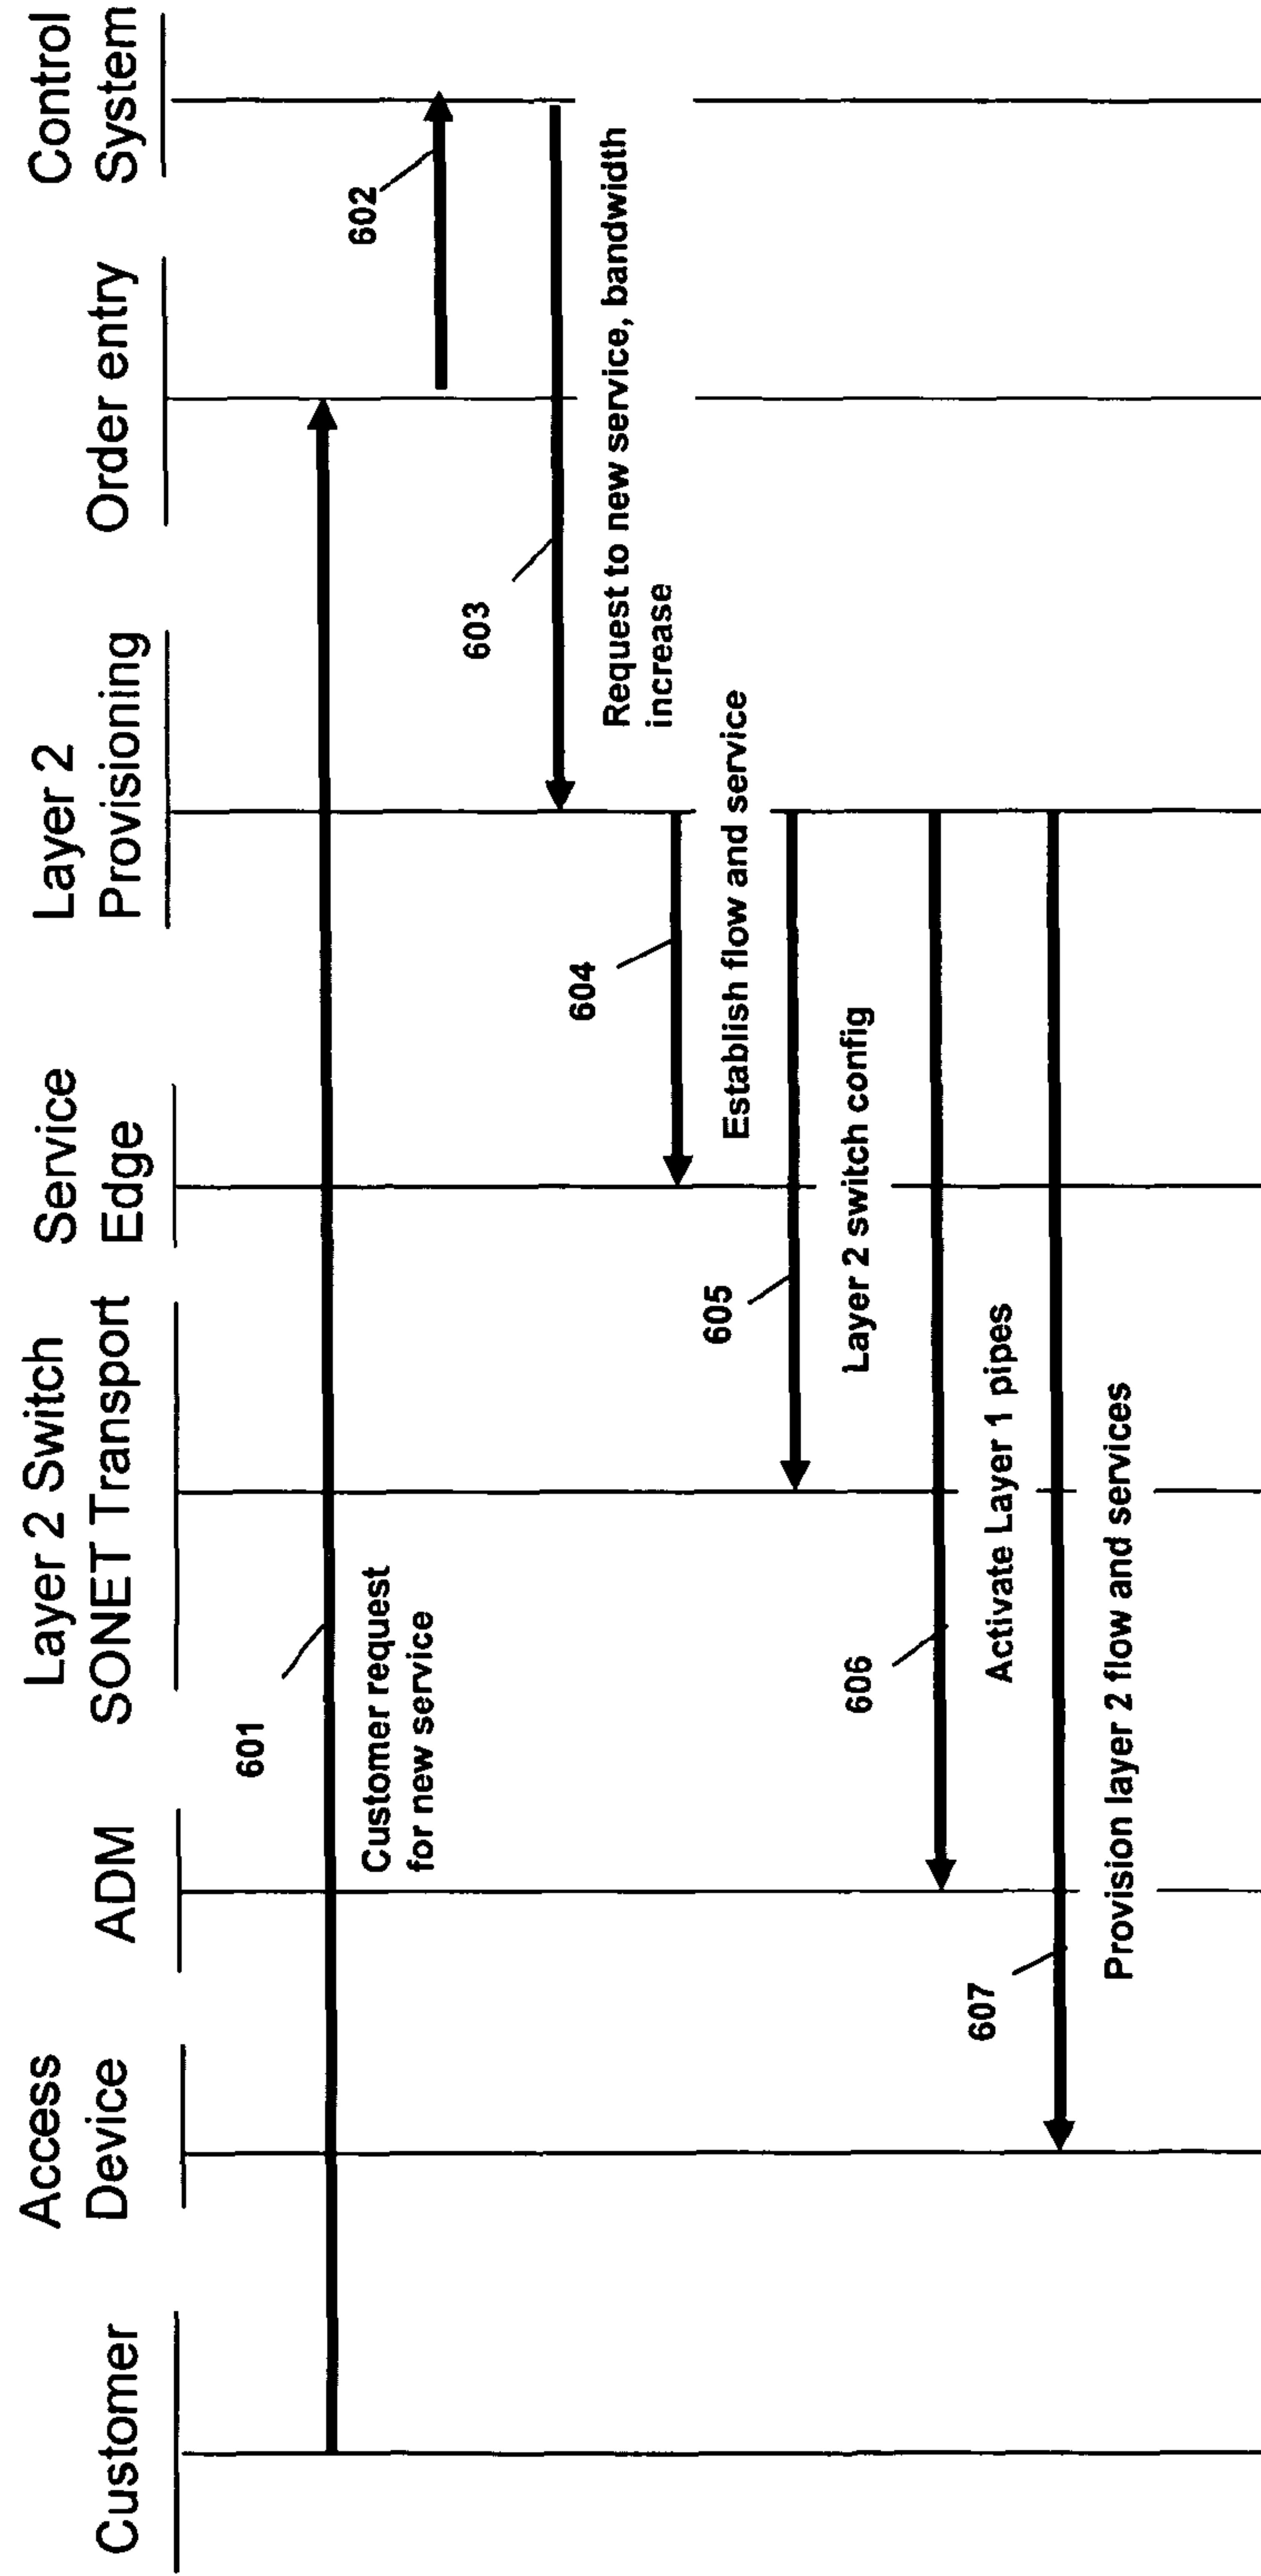 Customer
Access
Device
ADM
Layer 2 Switch
SONET Transport
Service
Edge
Layer 2
Provisioning
Order entry
Control
System
601
Customer request
for new service
602
603
Request to new service, bandwidth
increase
604
Establish flow and service
605
Layer 2 switch config
606
Activate Layer 1 pipes
607
Provision layer 2 flow and services